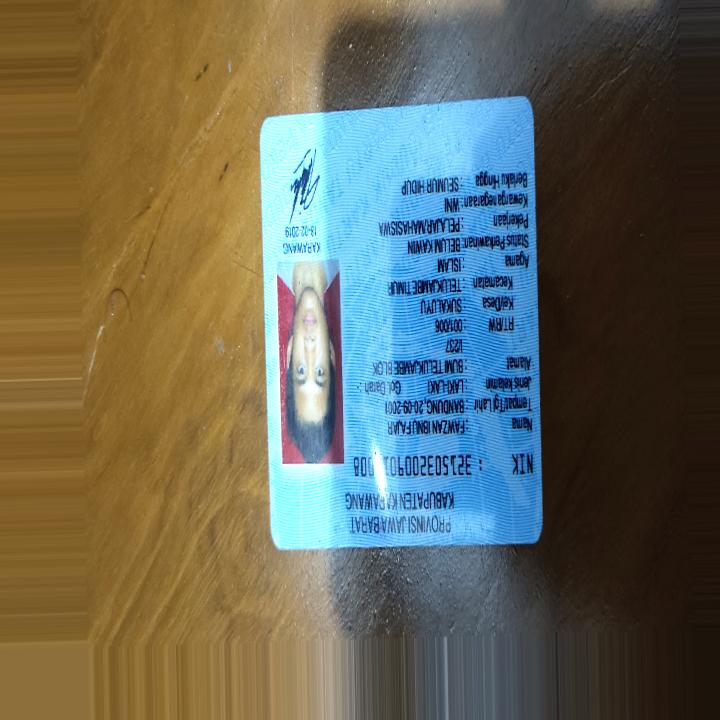 PROVINSI JAWA BARAT
KABUPATEN KARAWANG
NIK :
Nama : FAWZAN IBNU FAJAR
Tempat/Tgl Lahir : BANDUNG, 20-09-2001
Jenis kelamin : LAKI-LAKI Gol. Darah : -
Alamat : BUMI TELUKJAMBE BLOK
I237
RT/RW : 001/006
Kel/Desa : SUKALUYU
Kecamatan : TELUKJAMBE TIMUR
Agama : ISLAM
Status Perkawinan: BELUM KAWIN
Pekerjaan : PELAJAR/MAHASISWA
Kewarganegaraan: WNI
Berlaku Hingga : SEUMUR HIDUP
KARAWANG
19-02-2019